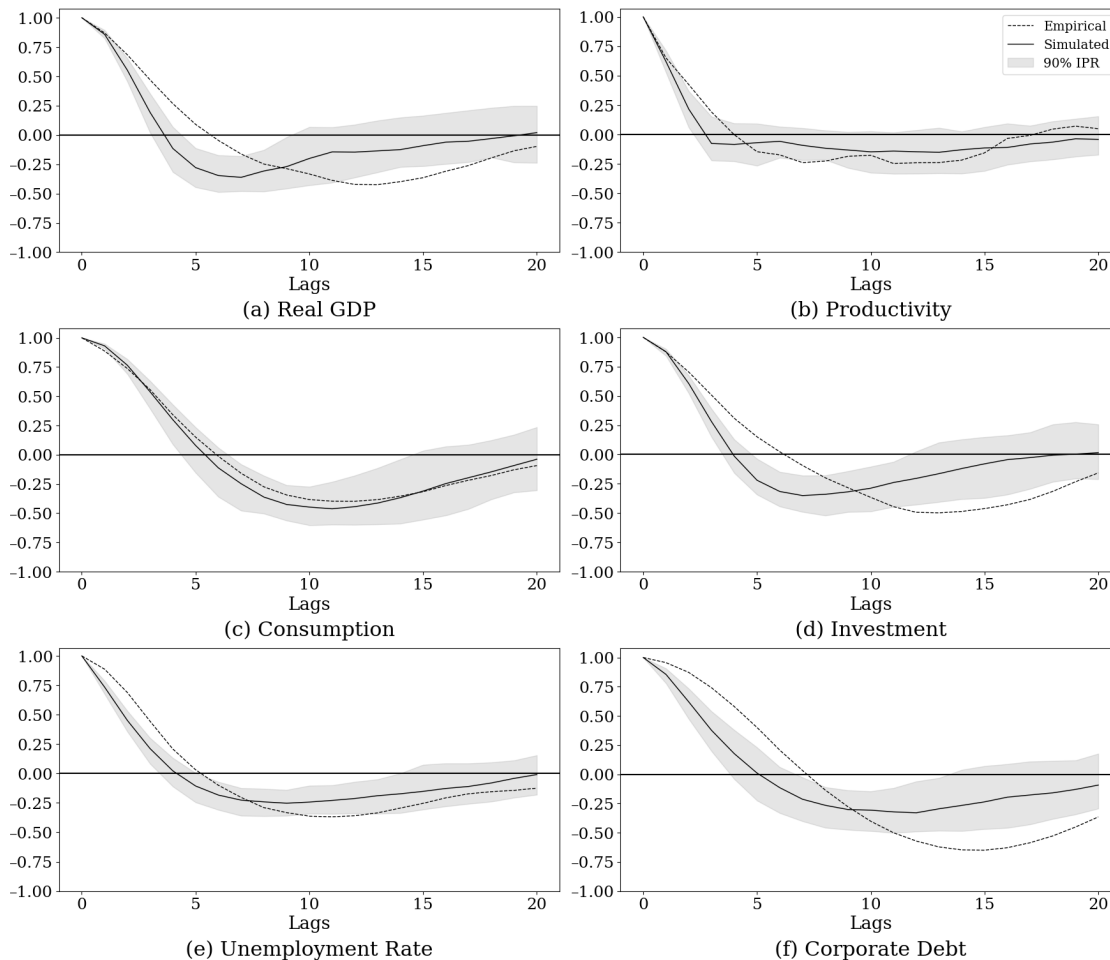 1.00
0.75
0.50
0.25
0.00
−0.25
−0.50
−0.75
−1.00
0 5 10 15 20
Lags
(a) Real GDP
1.00
0.75
0.50
0.25
0.00
−0.25
−0.50
−0.75
−1.00
Empirical
Simulated
90% IPR
0 5 10 15 20
Lags
(b) Productivity
1.00
0.75
0.50
0.25
0.00
−0.25
−0.50
−0.75
−1.00
0 5 10 15 20
Lags
(c) Consumption
1.00
0.75
0.50
0.25
0.00
−0.25
−0.50
−0.75
−1.00
0 5 10 15 20
Lags
(d) Investment
1.00
0.75
0.50
0.25
0.00
−0.25
−0.50
−0.75
−1.00
0 5 10 15 20
Lags
(e) Unemployment Rate
1.00
0.75
0.50
0.25
0.00
−0.25
−0.50
−0.75
−1.00
0 5 10 15 20
Lags
(f) Corporate Debt